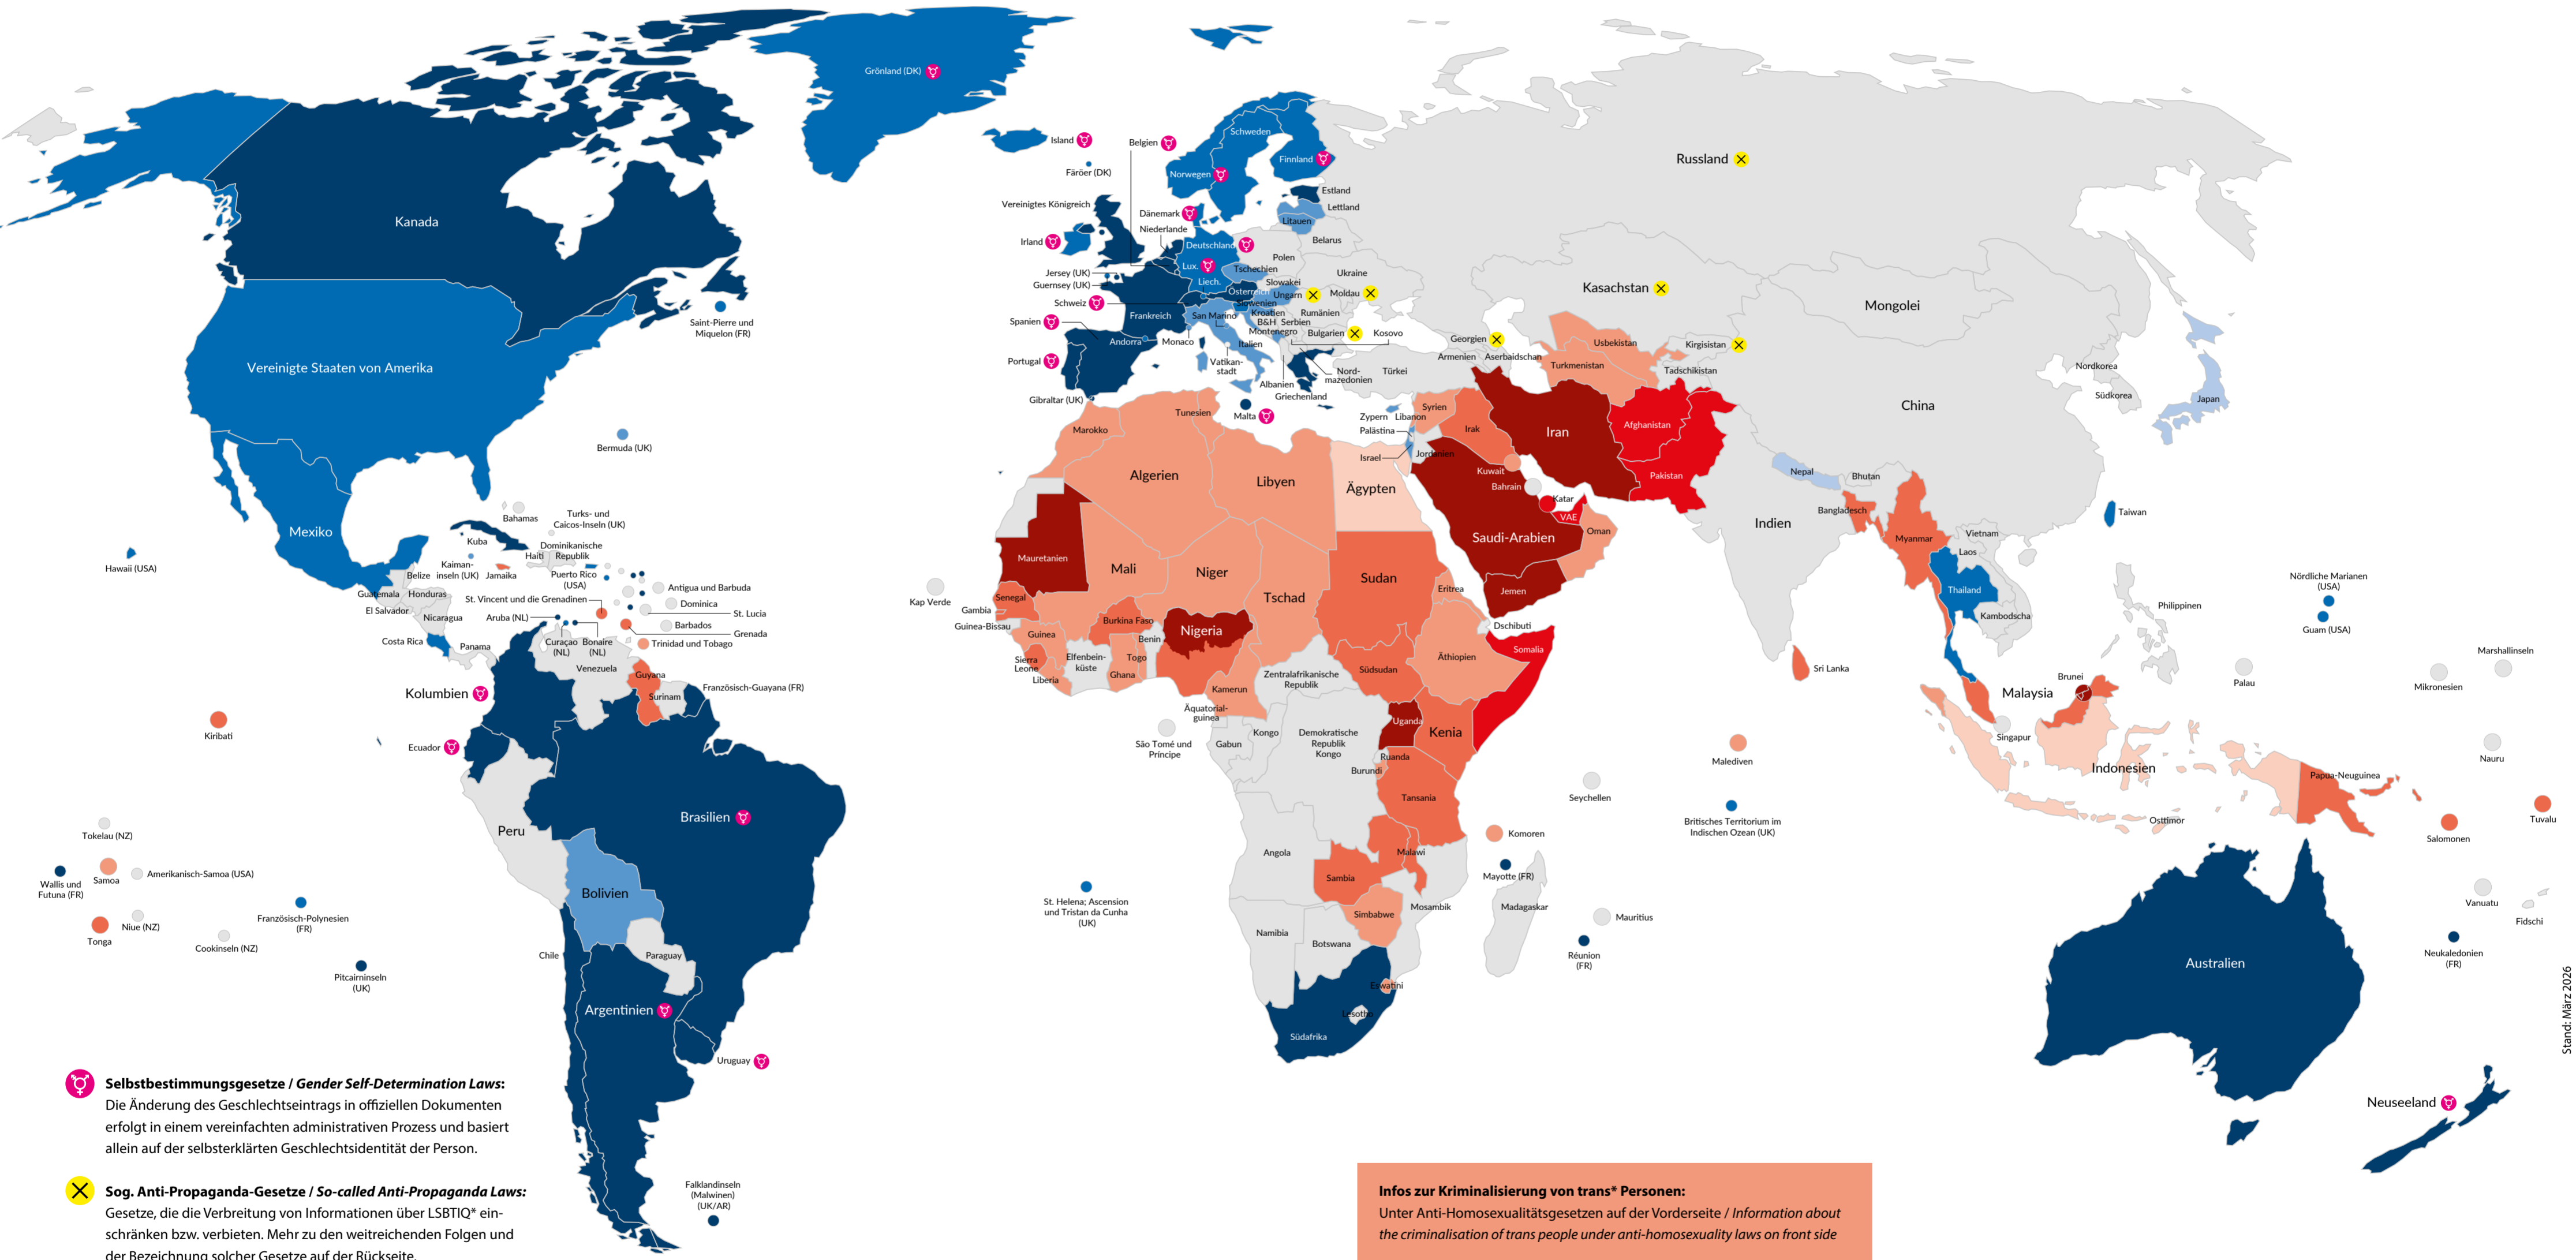 Grönland (DK)
Island
Belgien
Schweden
Finnland
Norwegen
Färöer (DK)
Russland
Estland
Lettland
Litauen
Vereinigtes Königreich
Dänemark
Niederlande
Irland
Deutschland
Belarus
Polen
Kanada
Jersey (UK)
Guernsey (UK)
Lux.
Liech.
Tschechien
Slowakei
Ukraine
Österreich
Ungarn
Moldau
Schweiz
Slowenien
Kroatien
Rumänien
Kasachstan
Mongolei
Saint-Pierre und
Miquelon (FR)
Spanien
Frankreich
San Marino
B&H
Serbien
Montenegro
Bulgarien
Kosovo
Andorra
Monaco
Italien
Georgien
Usbekistan
Kirgisistan
Portugal
Vatikan-
stadt
Albanien
Nord-
mazedonien
Türkei
Armenien
Aserbaidschan
Turkmenistan
Tadschikistan
Nordkorea
Südkorea
Japan
Vereinigte Staaten von Amerika
Gibraltar (UK)
Griechenland
Malta
Tunesien
Zypern
Libanon
Syrien
Palästina
Irak
Iran
Afghanistan
China
Bermuda (UK)
Marokko
Israel
Jordanien
Kuwait
Bahrain
Katar
VAE
Pakistan
Nepal
Bhutan
Algerien
Libyen
Ägypten
Mexiko
Bahamas
Turks- und
Caicos-Inseln (UK)
Saudi-Arabien
Oman
Indien
Bangladesch
Taiwan
Hawaii (USA)
Kuba
Haiti
Dominikanische
Republik
Kaiman-
inseln (UK)
Belize
Jamaika
Puerto Rico
(USA)
Antigua und Barbuda
Guatemala
Honduras
El Salvador
Nicaragua
St. Vincent und die Grenadinen
Dominica
St. Lucia
Aruba (NL)
Barbados
Grenada
Costa Rica
Panama
Curaçao
(NL)
Bonaire
(NL)
Trinidad und Tobago
Venezuela
Kap Verde
Mauretanien
Mali
Niger
Tschad
Sudan
Eritrea
Jemen
Myanmar
Vietnam
Laos
Thailand
Kambodscha
Philippinen
Nördliche Marianen
(USA)
Guam (USA)
Senegal
Gambia
Guinea-Bissau
Guinea
Burkina Faso
Benin
Nigeria
Dschibuti
Somalia
Sierra
Leone
Liberia
Elfenbein-
küste
Togo
Ghana
Kamerun
Zentralafrikanische
Republik
Südsudan
Äthiopien
Sri Lanka
Marshallinseln
Mikronesien
Palau
Brunei
Malaysia
Singapur
Kolumbien
Guyana
Surinam
Französisch-Guayana (FR)
Kiribati
Ecuador
Äquatorial-
guinea
São Tomé und
Príncipe
Gabun
Kongo
Demokratische
Republik
Kongo
Uganda
Kenia
Ruanda
Burundi
Tansania
Malediven
Seychellen
Indonesien
Papua-Neuguinea
Nauru
Osttimor
Britisches Territorium im
Indischen Ozean (UK)
Salomonen
Tuvalu
Tokelau (NZ)
Peru
Brasilien
Komoren
Wallis und
Futuna (FR)
Samoa
Amerikanisch-Samoa (USA)
Bolivien
Angola
Sambia
Malawi
Mayotte (FR)
Tonga
Niue (NZ)
Cookinseln (NZ)
Französisch-Polynesien
(FR)
St. Helena; Ascension
und Tristan da Cunha
(UK)
Simbabwe
Mosambik
Madagaskar
Mauritius
Vanuatu
Fidschi
Pitcairninseln
(UK)
Chile
Paraguay
Namibia
Botswana
Réunion
(FR)
Australien
Neukaledonien
(FR)
Argentinien
Eswatini
Lesotho
Südafrika
Uruguay
Neuseeland
Stand: März 2026
Selbstbestimmungsgesetze / Gender Self-Determination Laws:
Die Änderung des Geschlechtseintrags in offiziellen Dokumenten
erfolgt in einem vereinfachten administrativen Prozess und basiert
allein auf der selbsterklärten Geschlechtsidentität der Person.
Sog. Anti-Propaganda-Gesetze / So-called Anti-Propaganda Laws:
Gesetze, die die Verbreitung von Informationen über LSBTIQ* ein-
schränken bzw. verbieten. Mehr zu den weitreichenden Folgen und
der Bezeichnung solcher Gesetze auf der Rückseite.
Falklandinseln
(Malwinen)
(UK/AR)
Infos zur Kriminalisierung von trans* Personen:
Unter Anti-Homosexualitätsgesetzen auf der Vorderseite / Information about
the criminalisation of trans people under anti-homosexuality laws on front side